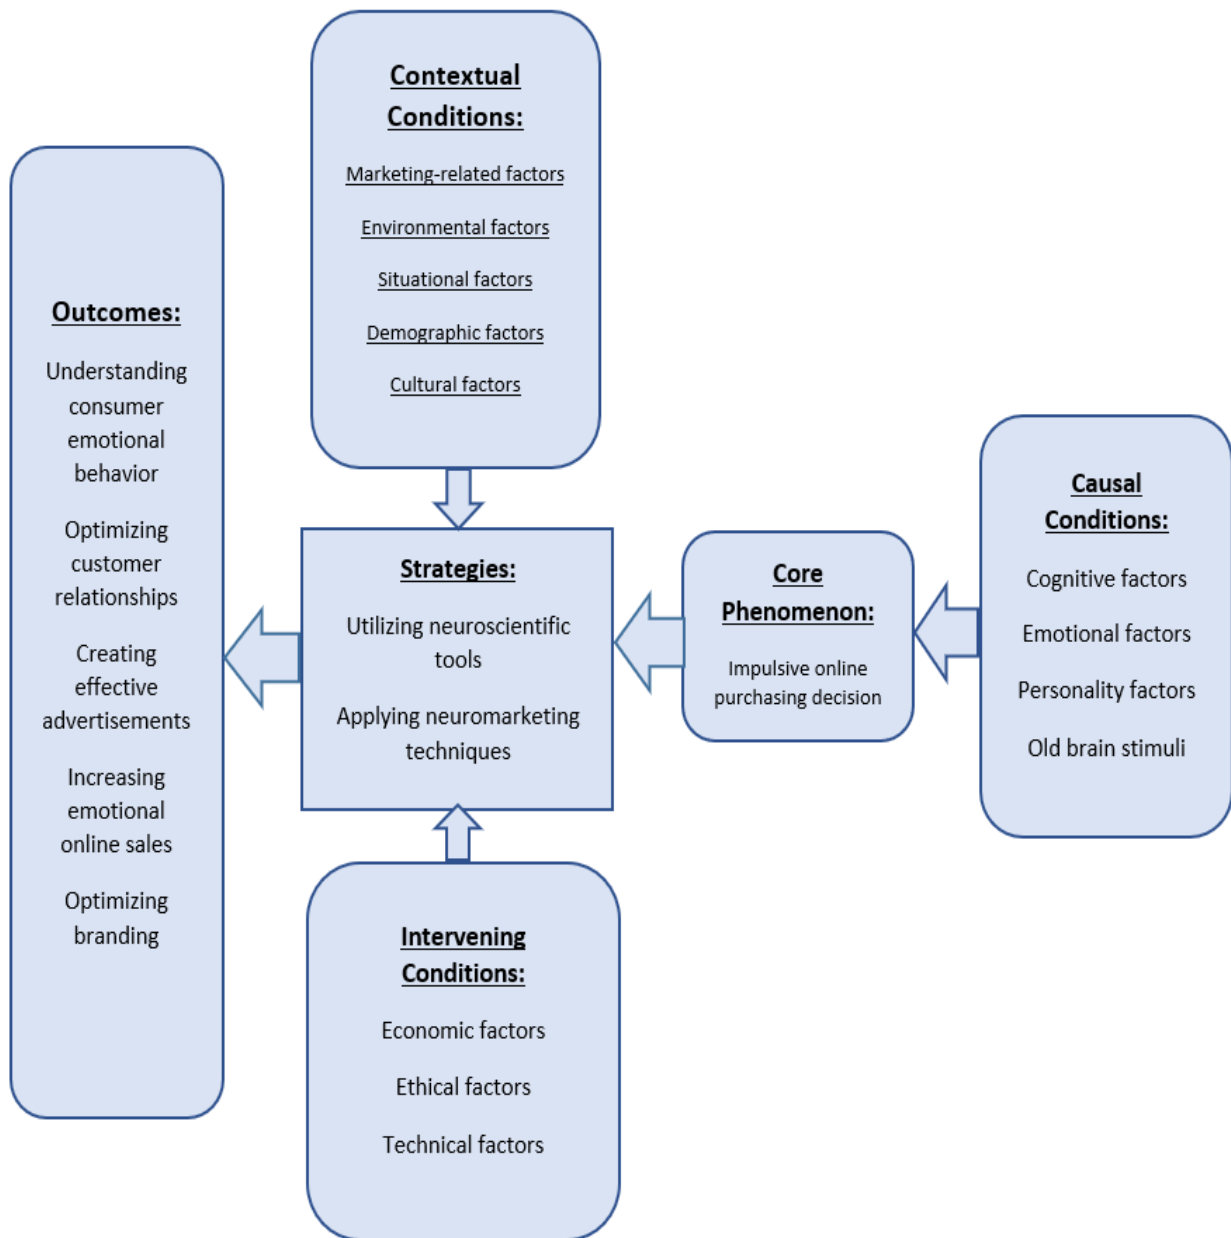 Contextual
Conditions:
Marketing-related factors
Environmental factors
Situational factors
Demographic factors
Cultural factors
Outcomes:
Understanding
consumer
emotional
behavior
Optimizing
customer
relationships
Creating
effective
advertisements
Increasing
emotional
online sales
Optimizing
branding
Strategies:
Utilizing neuroscientific
tools
Applying neuromarketing
techniques
Core
Phenomenon:
Impulsive online
purchasing decision
Causal
Conditions:
Cognitive factors
Emotional factors
Personality factors
Old brain stimuli
Intervening
Conditions:
Economic factors
Ethical factors
Technical factors